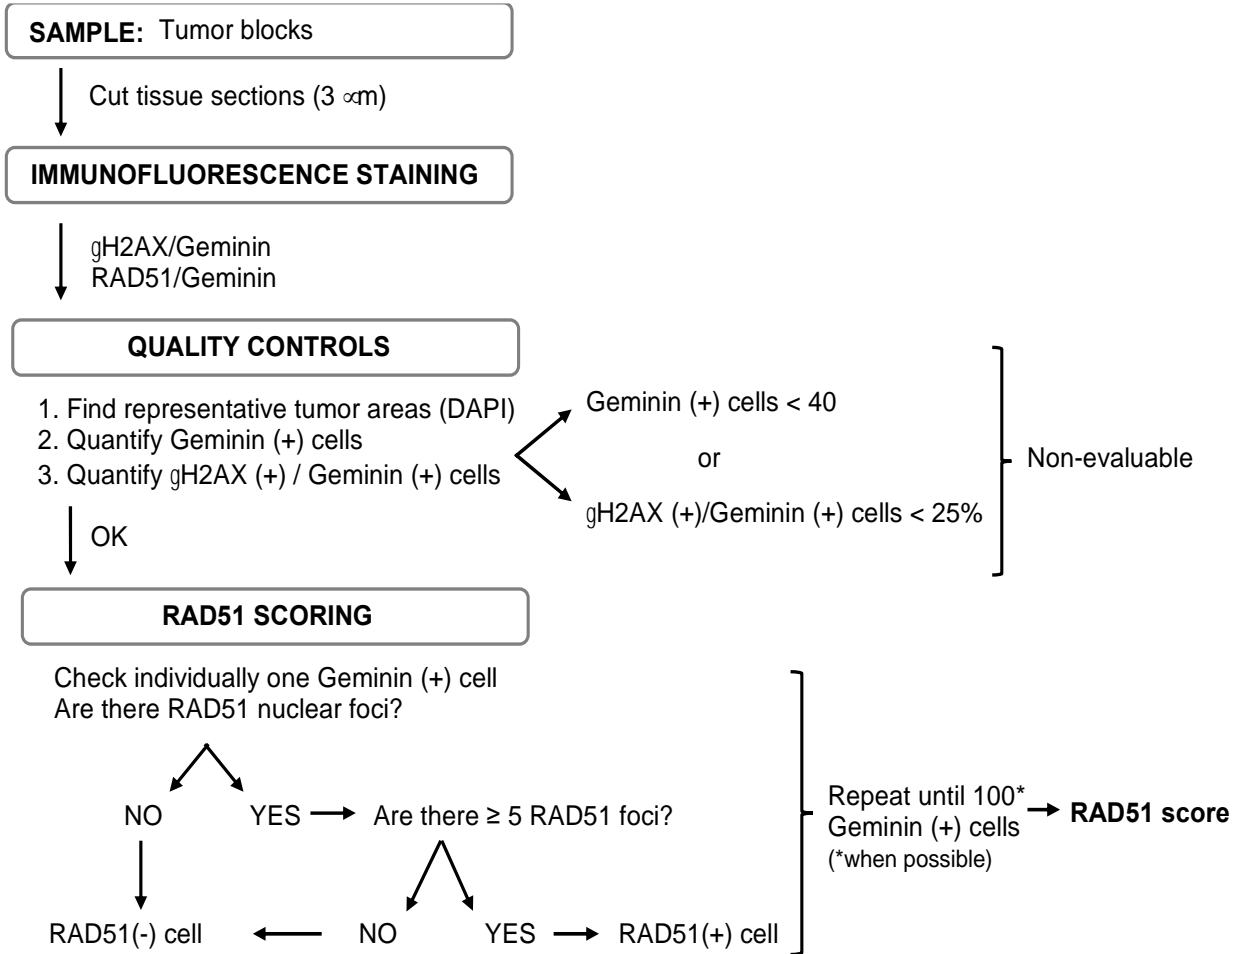 SAMPLE: Tumor blocks
Cut tissue sections (3 ∝m)
IMMUNOFLUORESCENCE STAINING
gH2AX/Geminin
RAD51/Geminin
QUALITY CONTROLS
1. Find representative tumor areas (DAPI)
2. Quantify Geminin (+) cells
3. Quantify gH2AX (+) / Geminin (+) cells
Geminin (+) cells < 40
or
gH2AX (+)/Geminin (+) cells < 25%
Non-evaluable
OK
RAD51 SCORING
Check individually one Geminin (+) cell
Are there RAD51 nuclear foci?
NO
YES
Are there ≥ 5 RAD51 foci?
RAD51(-) cell
NO
YES
RAD51(+) cell
Repeat until 100*
Geminin (+) cells
(*when possible)
RAD51 score